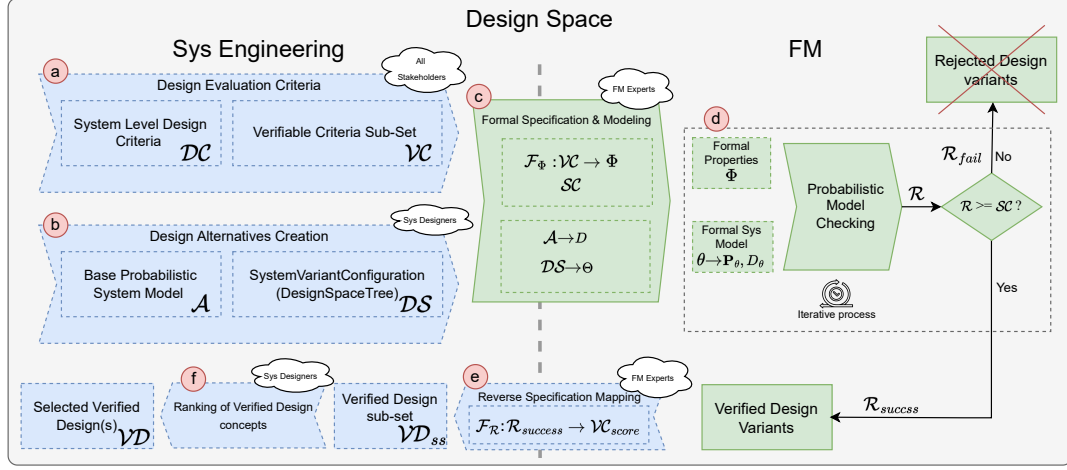 Design Space
Sys Engineering
FM
a
All
Stakeholders
Design Evaluation Criteria
System Level Design
Criteria
𝒟𝒞
Verifiable Criteria Sub-Set
𝒱𝒞
b
Sys Designers
Design Alternatives Creation
Base Probabilistic
System Model
𝒜
SystemVariantConfiguration
(DesignSpaceTree)
𝒟𝒮
c
FM Experts
Formal Specification & Modeling
ℱ_Φ : 𝒱𝒞 → Φ
𝒮𝒞
𝒜→D
𝒟𝒮→Θ
Rejected Design
variants
d
Formal
Properties
Φ
Formal Sys
Model
θ→P_θ, D_θ
Probabilistic
Model
Checking
ℛ
ℛ >= 𝒮𝒞 ?
ℛ_fail
No
Yes
Iterative process
ℛ_succss
Verified Design
Variants
e
FM Experts
Reverse Specification Mapping
ℱ_ℛ: ℛ_success → 𝒱𝒞_score
Verified Design
sub-set
𝒱𝒟_ss
f
Sys Designers
Ranking of Verified Design
concepts
Selected Verified
Design(s)
𝒱𝒟